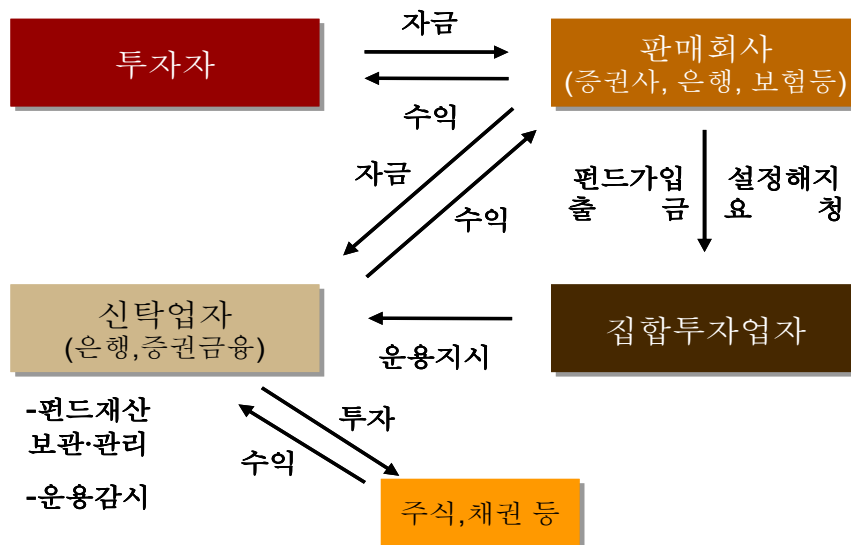 투자자
자금
수익
판매회사
(증권사, 은행, 보험등)
자금
수익
펀드가입
출 금
설정해지
요 청
신탁업자
(은행,증권금융)
운용지시
집합투자업자
-펀드재산
보관·관리
-운용감시
투자
수익
주식,채권 등